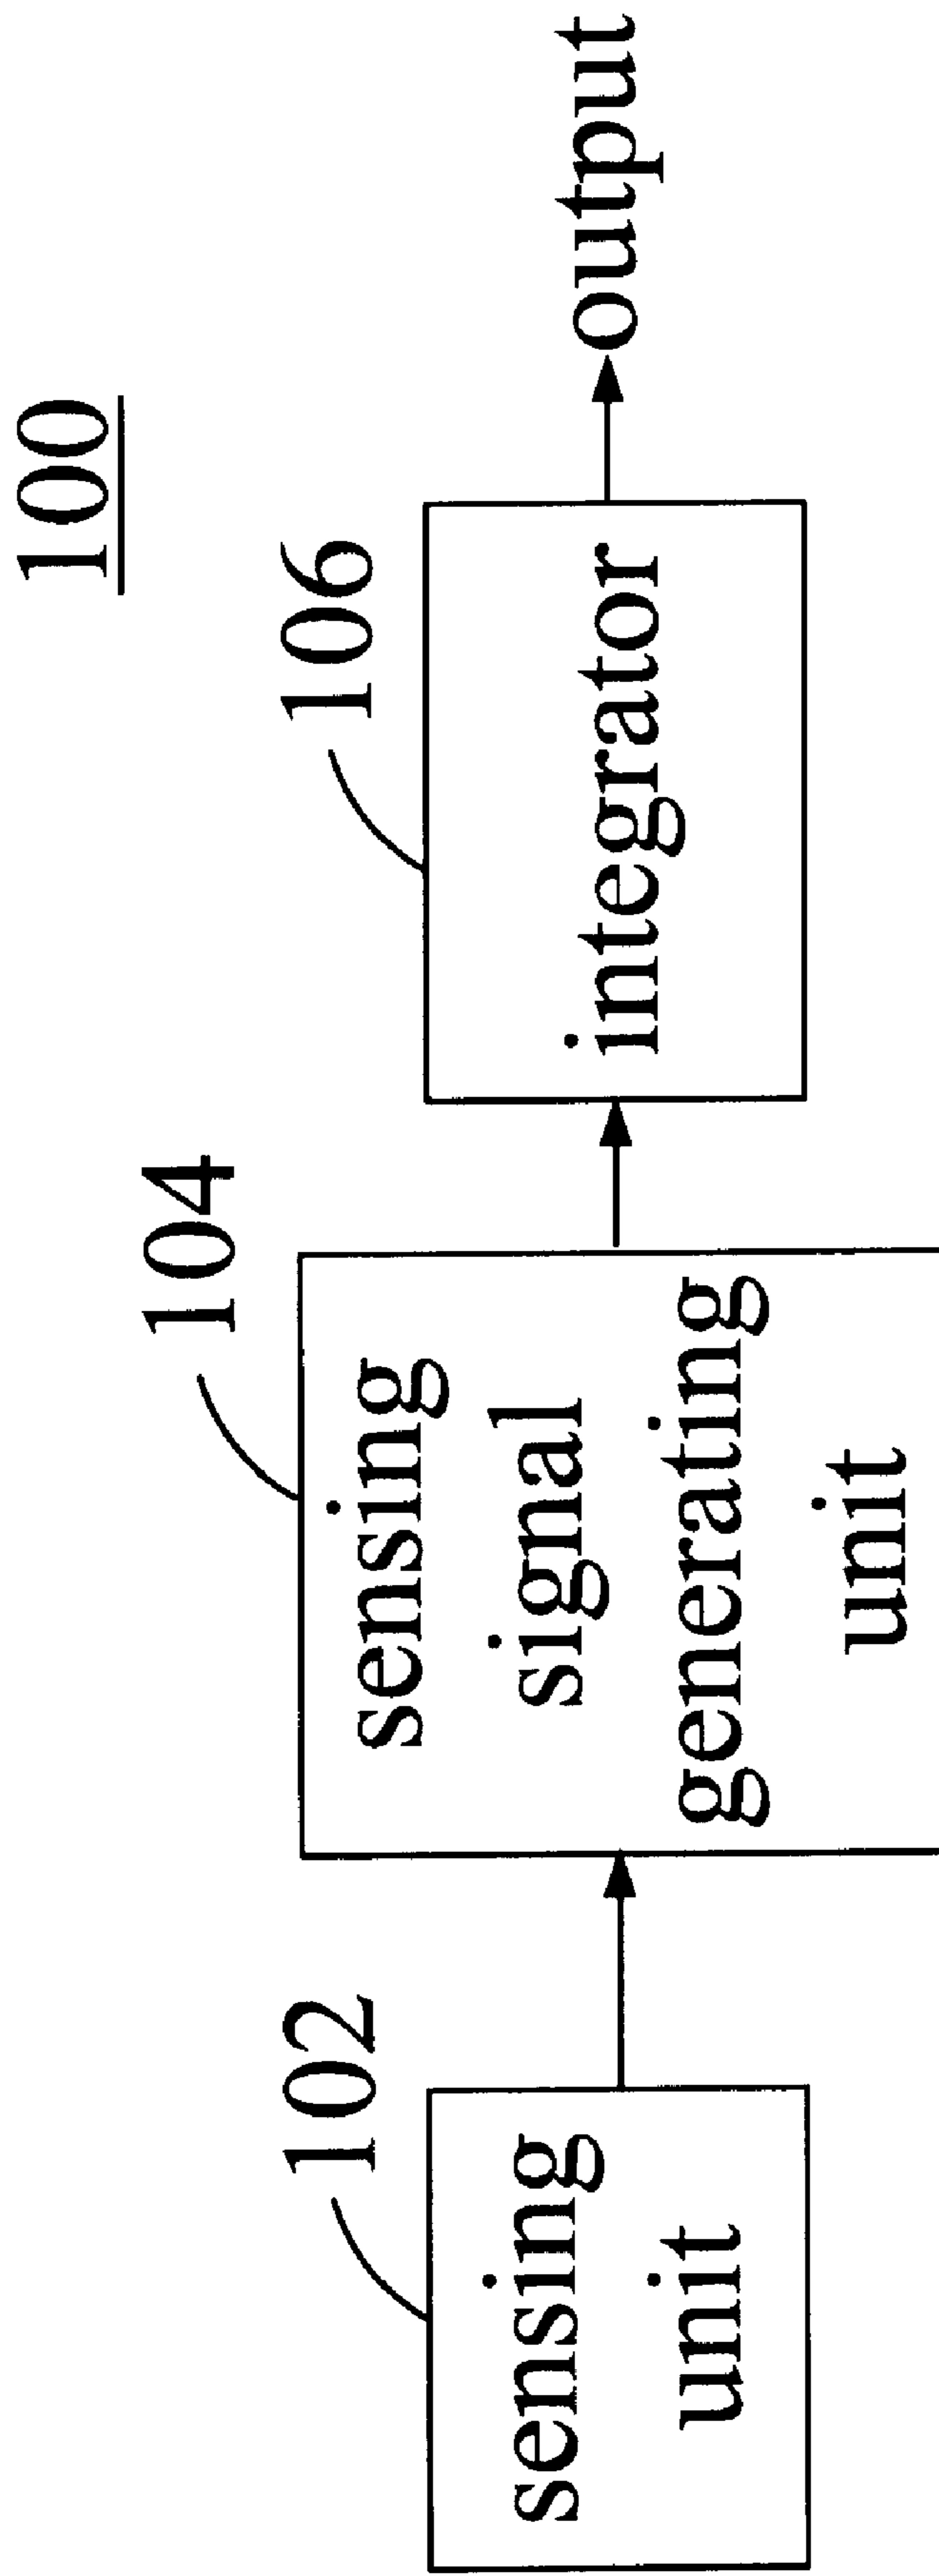 100
102
sensing
unit
104
sensing
signal
generating
unit
106
integrator
output